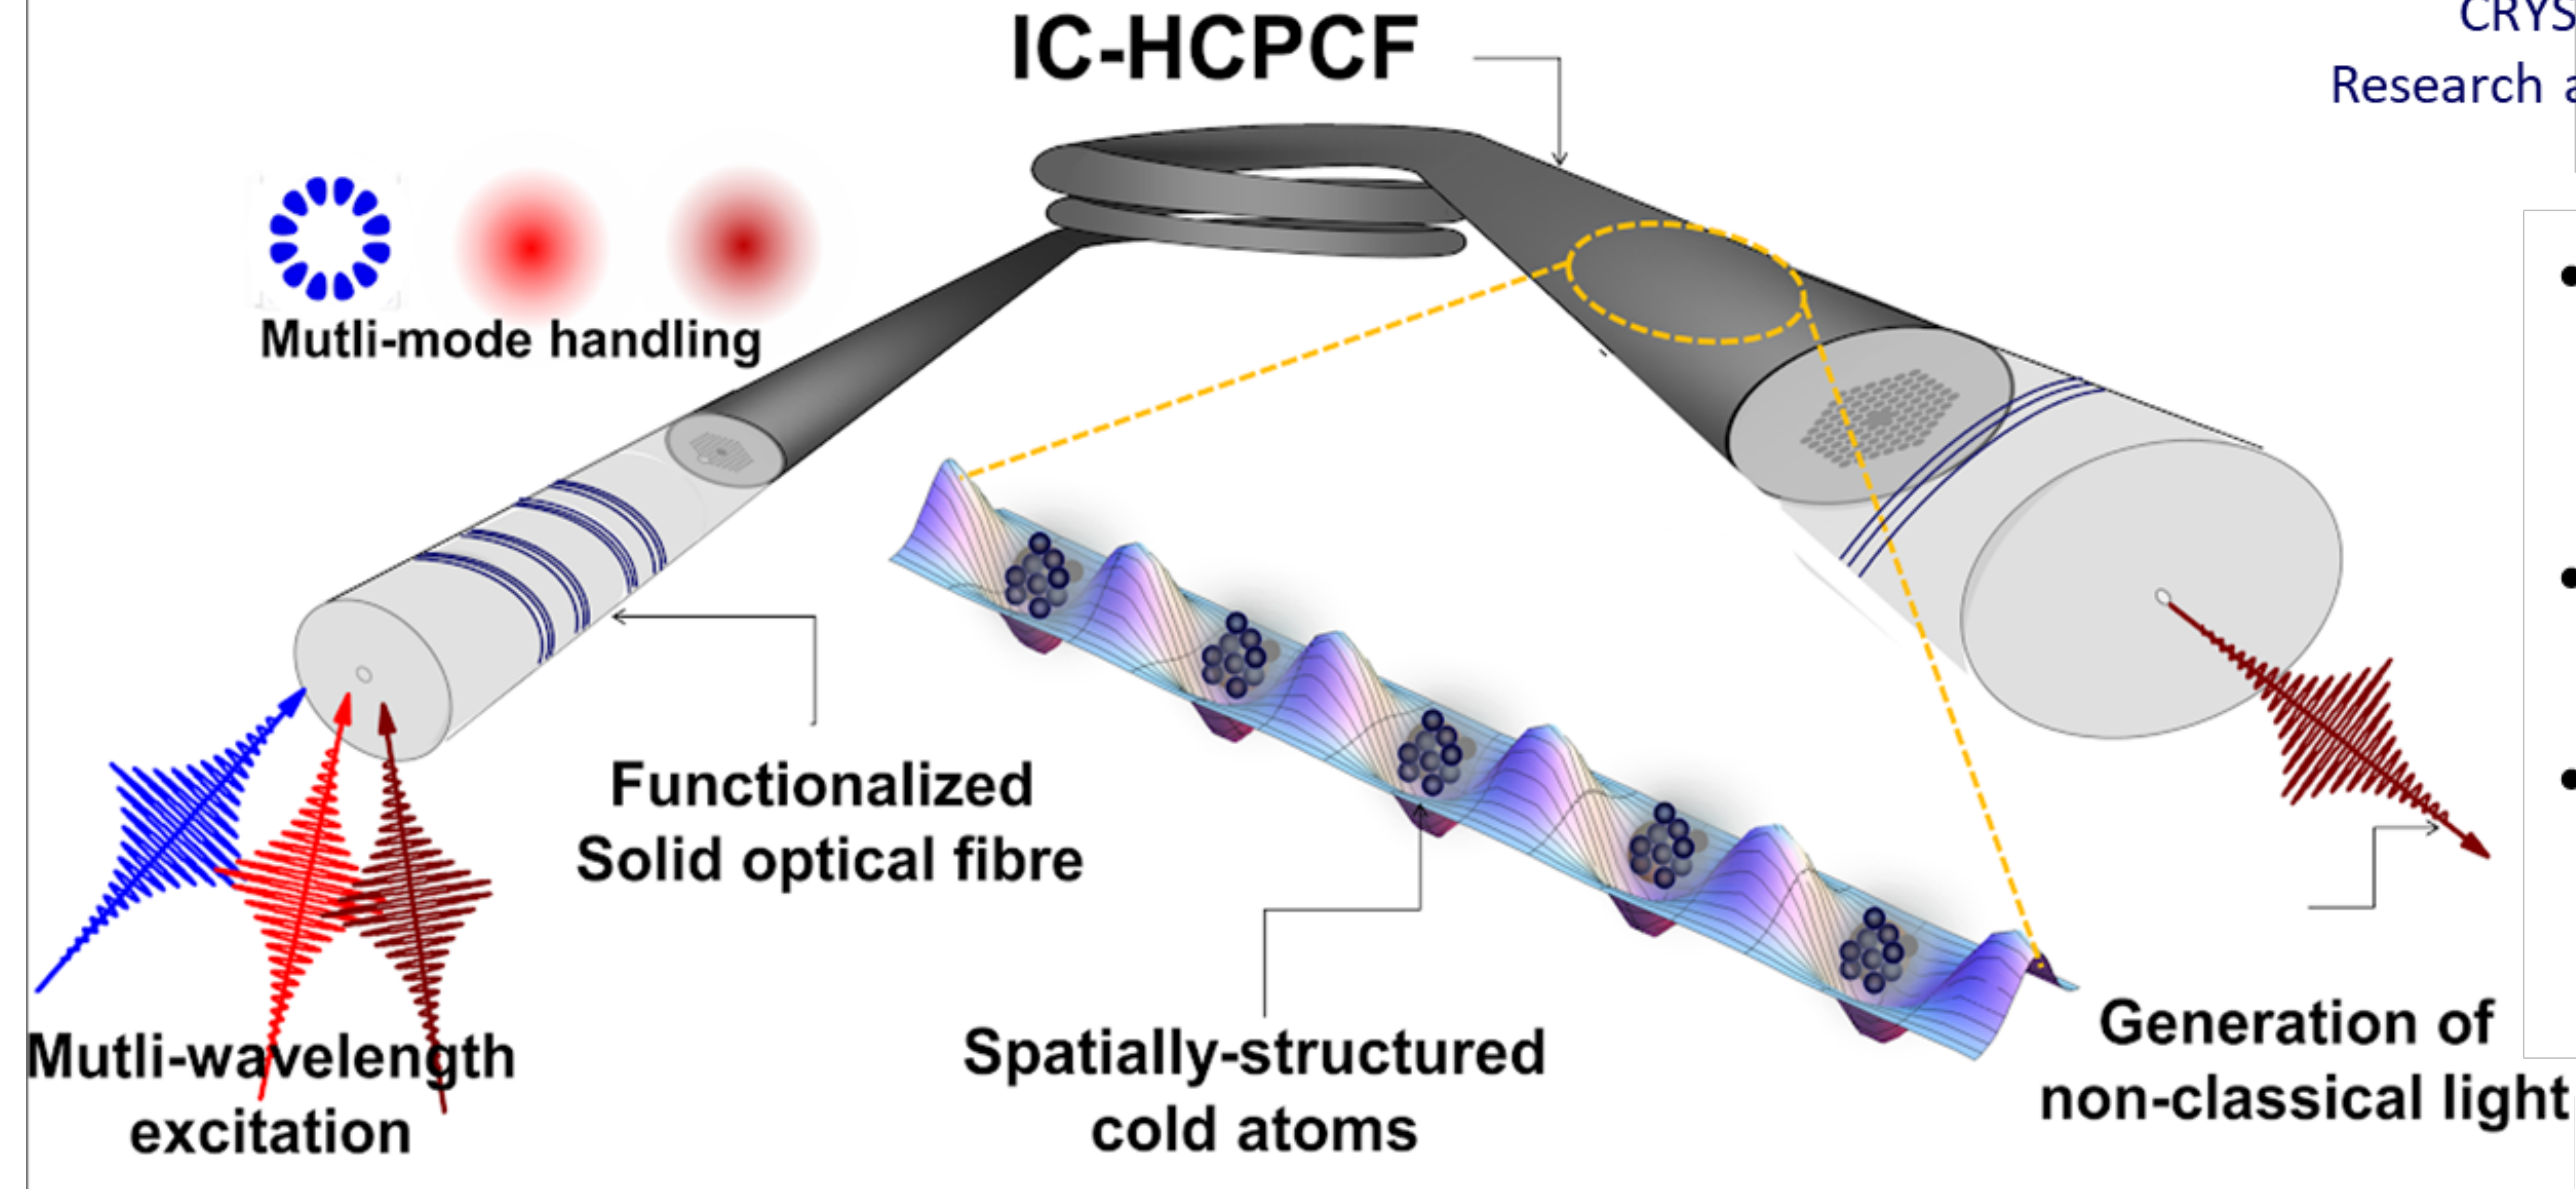 IC-HCPCF
CRYS
Research a
Mutli-mode handling
Functionalized
Solid optical fibre
Mutli-wavelength
excitation
Spatially-structured
cold atoms
Generation of
non-classical light